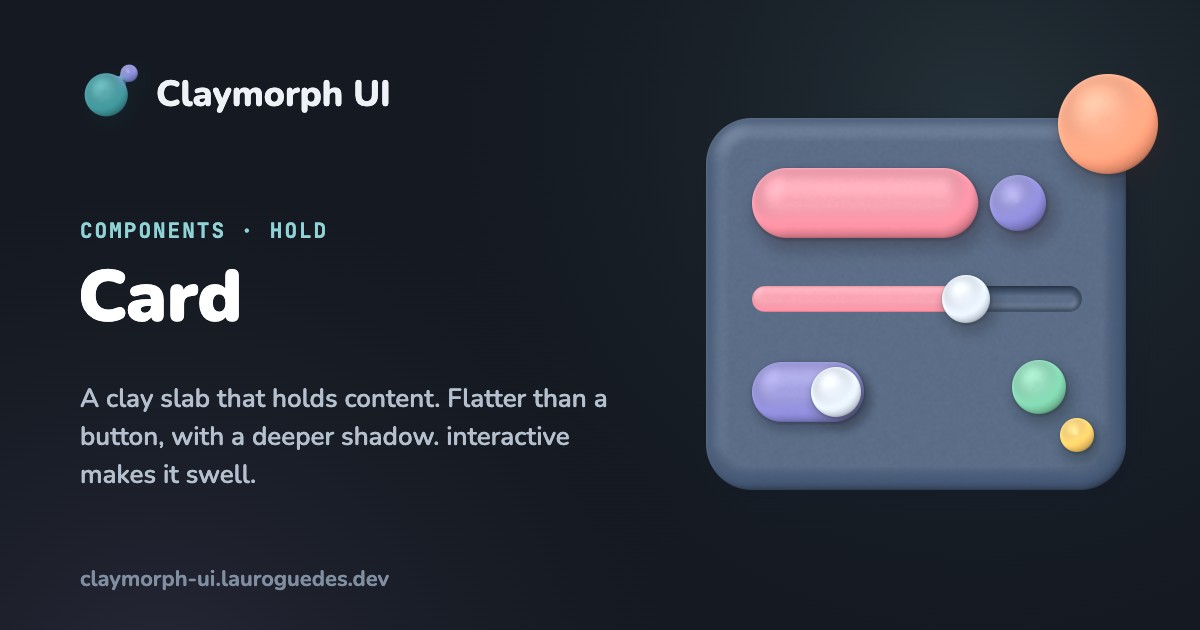 Claymorph UI
COMPONENTS · HOLD
Card
A clay slab that holds content. Flatter than a
button, with a deeper shadow. interactive
makes it swell.
claymorph-ui.lauroguedes.dev